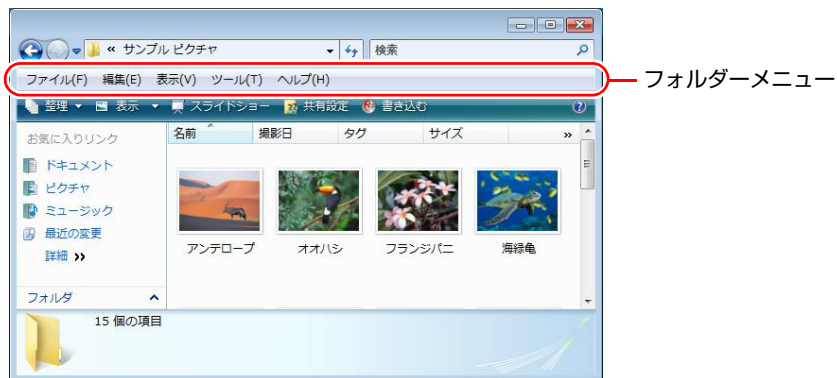 « サンプル ピクチャ
検索
ファイル(F) 編集(E) 表示(V) ツール(T) ヘルプ(H)
フォルダーメニュー
整理 表示 スライドショー 共有設定 書き込む
お気に入りリンク
ドキュメント
ピクチャ
ミュージック
最近の変更
詳細 »
フォルダ
名前 撮影日 タグ サイズ »
アンテロープ オオハシ フランジパニ 海緑亀
15 個の項目